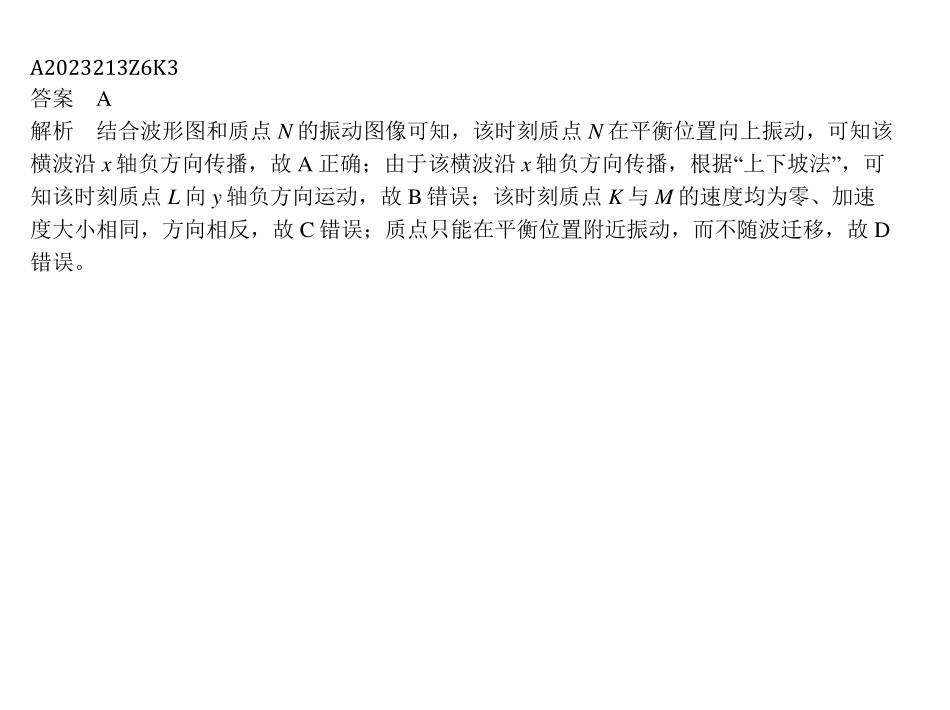 A2023213Z6K3
答案　A
解析　结合波形图和质点 N 的振动图像可知，该时刻质点 N 在平衡位置向上振动，可知该
横波沿 x 轴负方向传播，故 A 正确；由于该横波沿 x 轴负方向传播，根据“上下坡法”，可
知该时刻质点 L 向 y 轴负方向运动，故 B 错误；该时刻质点 K 与 M 的速度均为零、加速
度大小相同，方向相反，故 C 错误；质点只能在平衡位置附近振动，而不随波迁移，故 D
错误。